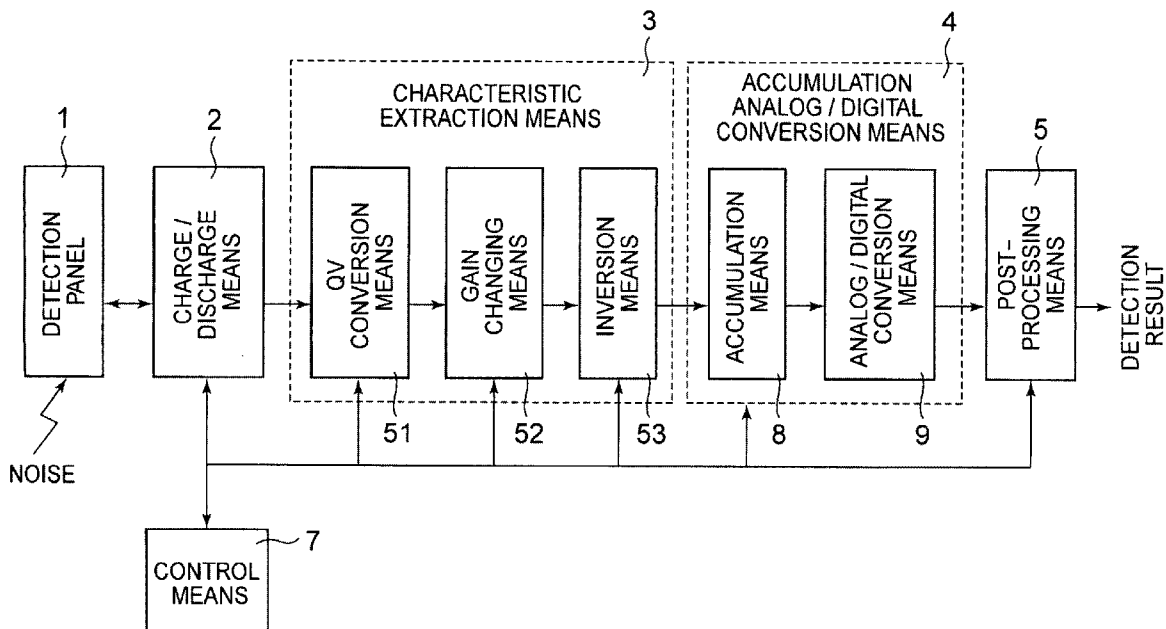 3
4
CHARACTERISTIC
EXTRACTION MEANS
ACCUMULATION
ANALOG / DIGITAL
CONVERSION MEANS
1
2
5
DETECTION
PANEL
CHARGE /
DISCHARGE
MEANS
QV
CONVERSION
MEANS
GAIN
CHANGING
MEANS
INVERSION MEANS
ACCUMULATION
MEANS
ANALOG / DIGITAL
CONVERSION
MEANS
POST-
PROCESSING
MEANS
DETECTION
RESULT
51
52
53
8
9
NOISE
7
CONTROL
MEANS